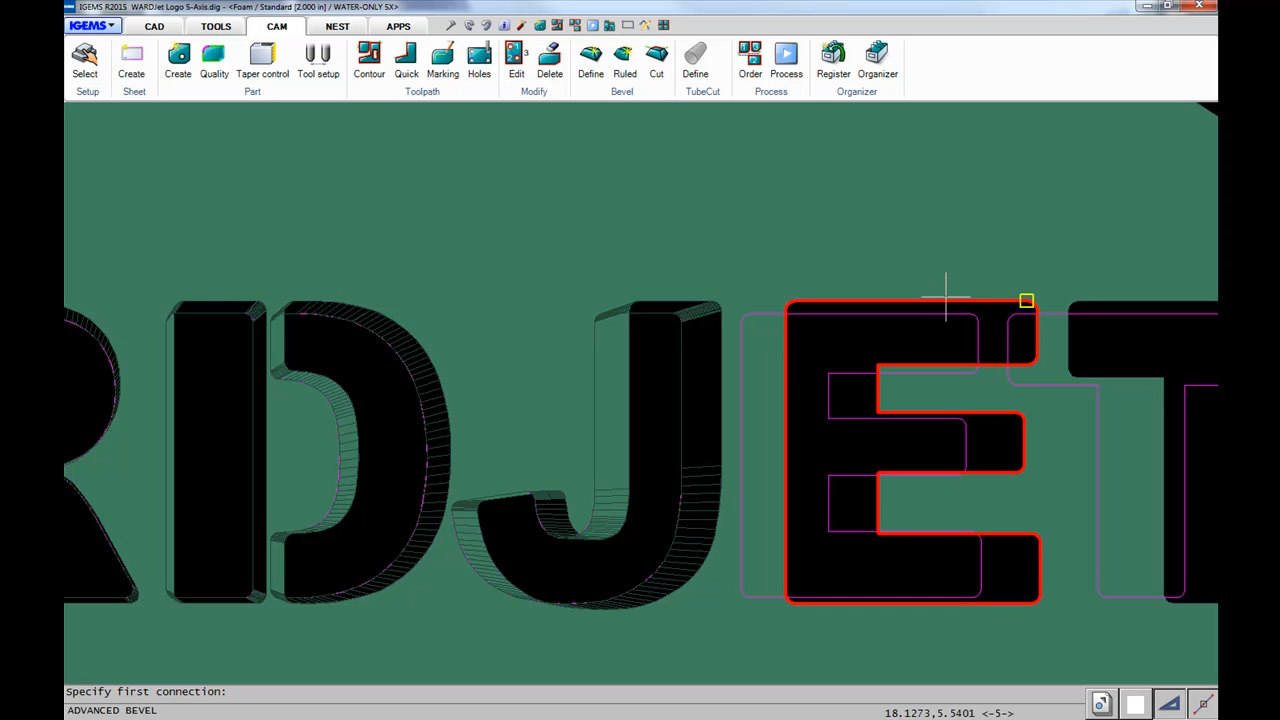 IGEMS R2015  WARDJet Logo 5-Axis.dig - <Foam / Standard [2.000 in] / WATER-ONLY 5X>
IGEMS CAD TOOLS CAM NEST APPS
Select Create Create Quality Taper control Tool setup Contour Quick Marking Holes Edit Delete Define Ruled Cut Define Order Process Register Organizer
Setup Sheet Part Toolpath Modify Bevel TubeCut Process Organizer
RDJET
Specify first connection:
ADVANCED BEVEL
18.1273,5.5401 <-5->